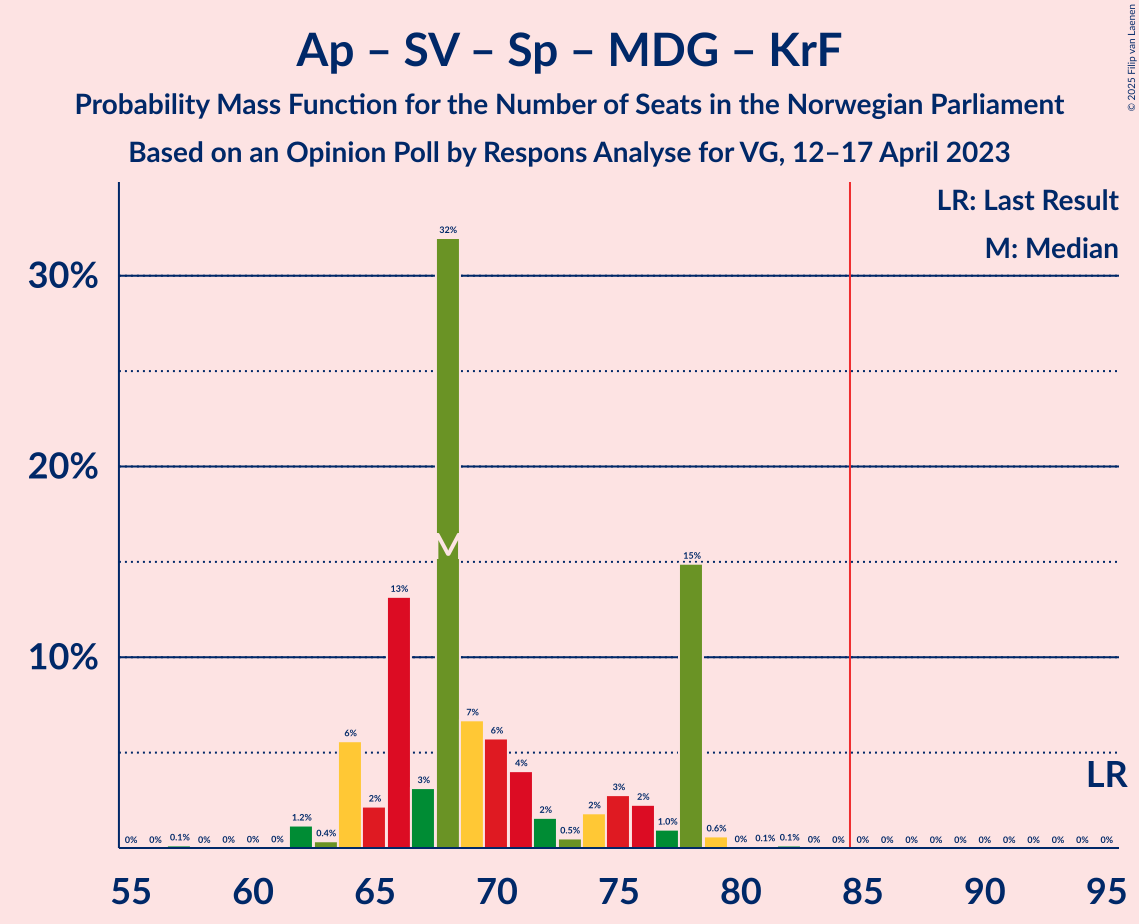 Ap – SV – Sp – MDG – KrF
Probability Mass Function for the Number of Seats in the Norwegian Parliament
Based on an Opinion Poll by Respons Analyse for VG, 12–17 April 2023
© 2025 Filip van Laenen
LR: Last Result
M: Median
30%
20%
10%
0% 0% 0.1% 0% 0% 0% 0% 1.2% 0.4% 6% 2% 13% 3% 32% 7% 6% 4% 2% 0.5% 2% 3% 2% 1.0% 15% 0.6% 0% 0.1% 0.1% 0% 0% 0% 0% 0% 0% 0% 0% 0% 0% 0% 0% 0%
M
LR
55 60 65 70 75 80 85 90 95